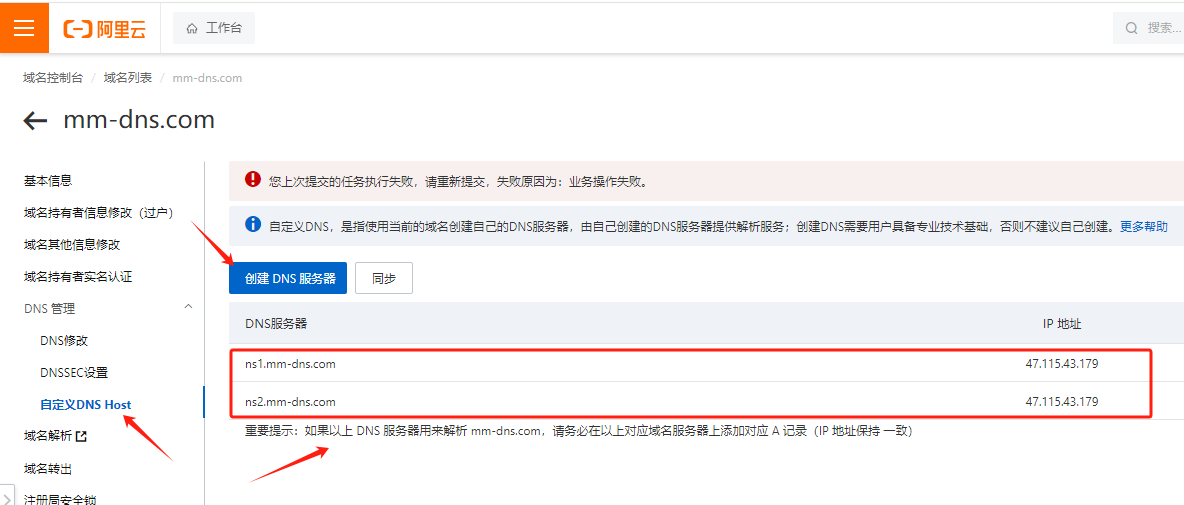 阿里云
工作台
搜索...
域名控制台 / 域名列表 / mm-dns.com
mm-dns.com
基本信息
域名持有者信息修改（过户）
域名其他信息修改
域名持有者实名认证
DNS 管理
DNS修改
DNSSEC设置
自定义DNS Host
域名解析
域名转出
注册局安全锁
您上次提交的任务执行失败，请重新提交，失败原因为：业务操作失败。
自定义DNS，是指使用当前的域名创建自己的DNS服务器，由自己创建的DNS服务器提供解析服务；创建DNS需要用户具备专业技术基础，否则不建议自己创建。更多帮助
创建 DNS 服务器 同步
DNS服务器 IP 地址
ns1.mm-dns.com 47.115.43.179
ns2.mm-dns.com 47.115.43.179
重要提示：如果以上 DNS 服务器用来解析 mm-dns.com，请务必在以上对应域名服务器上添加对应 A 记录（IP 地址保持 一致）